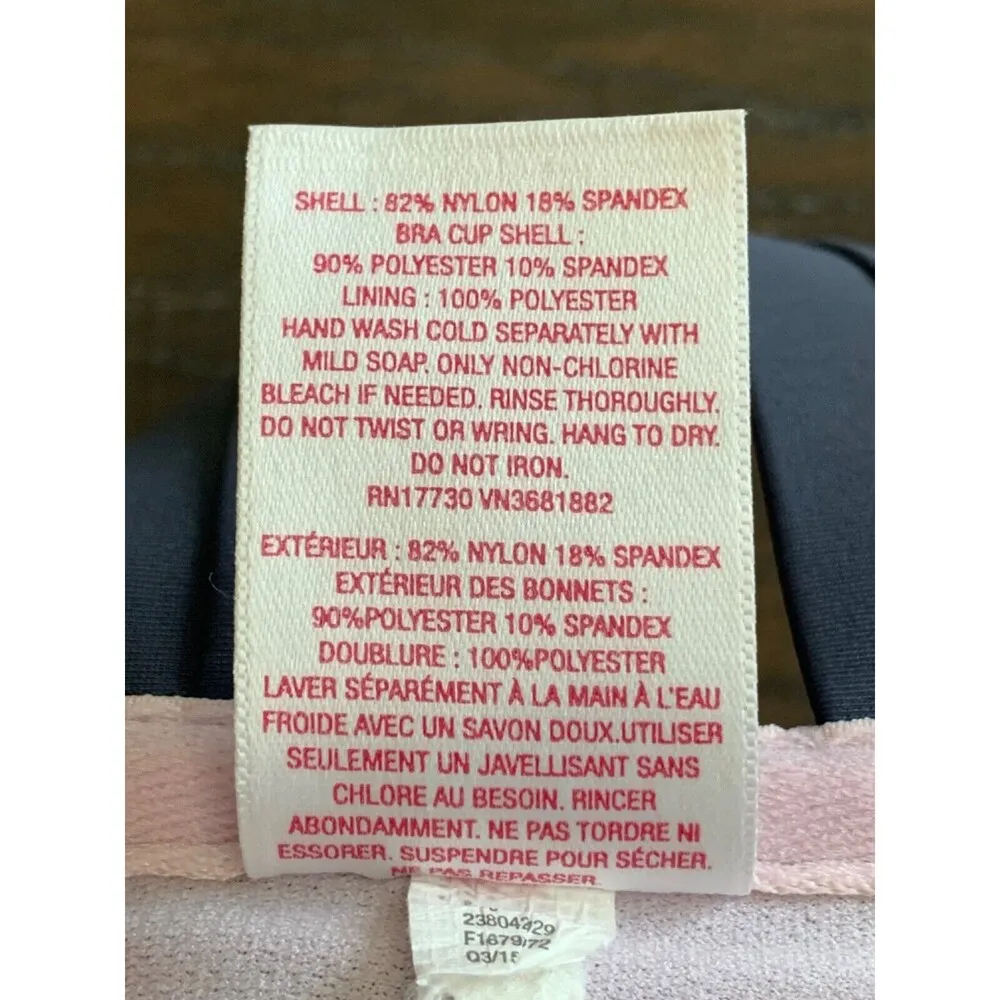 SHELL : 82% NYLON 18% SPANDEX
BRA CUP SHELL :
90% POLYESTER 10% SPANDEX
LINING : 100% POLYESTER
HAND WASH COLD SEPARATELY WITH
MILD SOAP. ONLY NON-CHLORINE
BLEACH IF NEEDED. RINSE THOROUGHLY.
DO NOT TWIST OR WRING. HANG TO DRY.
DO NOT IRON.
RN17730 VN3681882
EXTÉRIEUR : 82% NYLON 18% SPANDEX
EXTÉRIEUR DES BONNETS :
90%POLYESTER 10% SPANDEX
DOUBLURE : 100%POLYESTER
LAVER SÉPARÉMENT À LA MAIN À L'EAU
FROIDE AVEC UN SAVON DOUX.UTILISER
SEULEMENT UN JAVELLISANT SANS
CHLORE AU BESOIN. RINCER
ABONDAMMENT. NE PAS TORDRE NI
ESSORER. SUSPENDRE POUR SÉCHER.
NE PAS REPASSER.